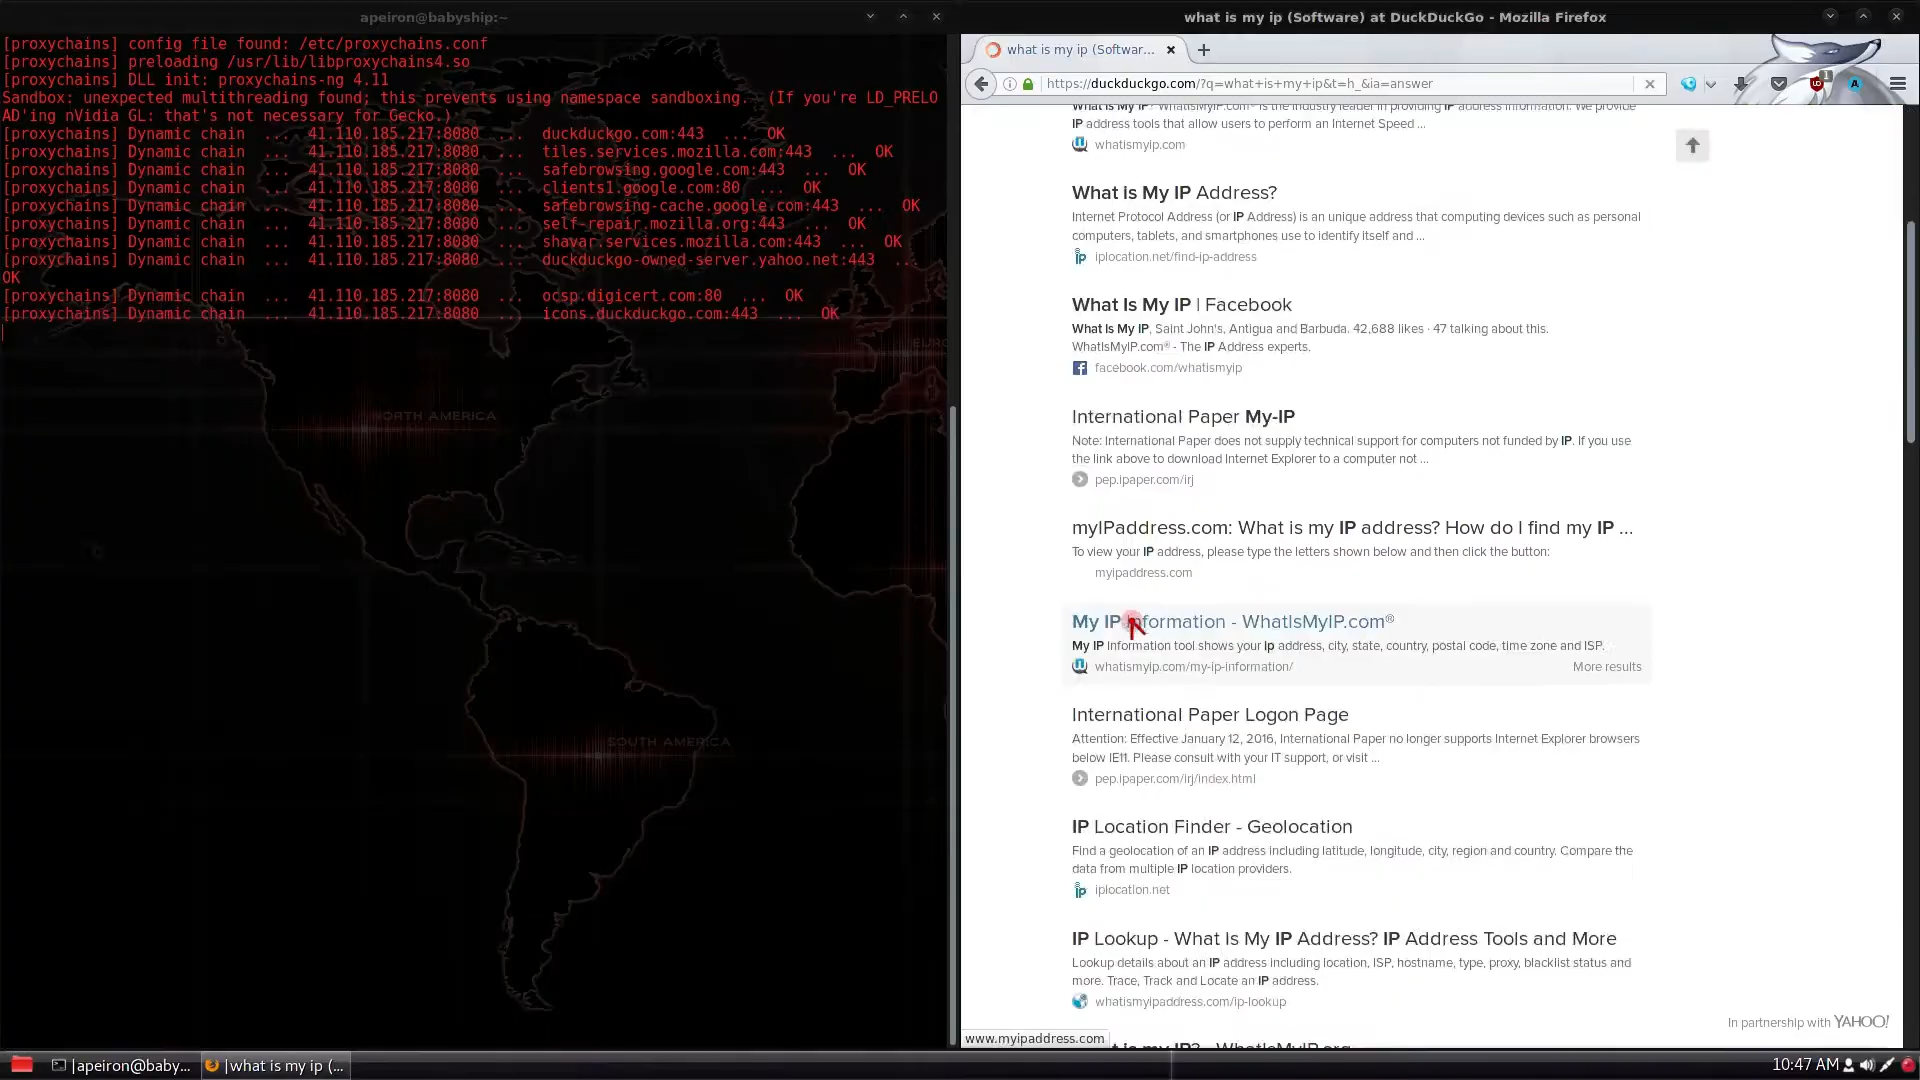 apeiron@babyship:~
[proxychains] config file found: /etc/proxychains.conf
[proxychains] preloading /usr/lib/libproxychains4.so
[proxychains] DLL init: proxychains-ng 4.11
Sandbox: unexpected multithreading found; this prevents using namespace sandboxing.  (If you're LD_PRELO
AD'ing nVidia GL: that's not necessary for Gecko.)
[proxychains] Dynamic chain  ...  41.110.185.217:8080  ...  duckduckgo.com:443  ...  OK
[proxychains] Dynamic chain  ...  41.110.185.217:8080  ...  tiles.services.mozilla.com:443  ...  OK
[proxychains] Dynamic chain  ...  41.110.185.217:8080  ...  safebrowsing.google.com:443  ...  OK
[proxychains] Dynamic chain  ...  41.110.185.217:8080  ...  clients1.google.com:80  ...  OK
[proxychains] Dynamic chain  ...  41.110.185.217:8080  ...  safebrowsing-cache.google.com:443  ...  OK
[proxychains] Dynamic chain  ...  41.110.185.217:8080  ...  self-repair.mozilla.org:443  ...  OK
[proxychains] Dynamic chain  ...  41.110.185.217:8080  ...  shavar.services.mozilla.com:443  ...  OK
[proxychains] Dynamic chain  ...  41.110.185.217:8080  ...  duckduckgo-owned-server.yahoo.net:443  ...
OK
[proxychains] Dynamic chain  ...  41.110.185.217:8080  ...  ocsp.digicert.com:80  ...  OK
[proxychains] Dynamic chain  ...  41.110.185.217:8080  ...  icons.duckduckgo.com:443  ...  OK
NORTH AMERICA
SOUTH AMERICA
what is my ip (Software) at DuckDuckGo - Mozilla Firefox
what is my ip (Softwar...
https://duckduckgo.com/?q=what+is+my+ip&t=h_&ia=answer
1
What is My IP? WhatIsMyIP.com® is the industry leader in providing IP address information. We provide
IP address tools that allow users to perform an Internet Speed ...
whatismyip.com
What is My IP Address?
Internet Protocol Address (or IP Address) is an unique address that computing devices such as personal
computers, tablets, and smartphones use to identify itself and ...
iplocation.net/find-ip-address
What Is My IP | Facebook
What Is My IP, Saint John's, Antigua and Barbuda. 42,688 likes · 47 talking about this.
WhatIsMyIP.com® - The IP Address experts.
facebook.com/whatismyip
International Paper My-IP
Note: International Paper does not supply technical support for computers not funded by IP. If you use
the link above to download Internet Explorer to a computer not ...
pep.ipaper.com/irj
myIPaddress.com: What is my IP address? How do I find my IP ...
To view your IP address, please type the letters shown below and then click the button:
myipaddress.com
My IP Information - WhatIsMyIP.com®
My IP Information tool shows your ip address, city, state, country, postal code, time zone and ISP.
whatismyip.com/my-ip-information/
More results
International Paper Logon Page
Attention: Effective January 12, 2016, International Paper no longer supports Internet Explorer browsers
below IE11. Please consult with your IT support, or visit ...
pep.ipaper.com/irj/index.html
IP Location Finder - Geolocation
Find a geolocation of an IP address including latitude, longitude, city, region and country. Compare the
data from multiple IP location providers.
iplocation.net
IP Lookup - What Is My IP Address? IP Address Tools and More
Lookup details about an IP address including location, ISP, hostname, type, proxy, blacklist status and
more. Trace, Track and Locate an IP address.
whatismyipaddress.com/ip-lookup
In partnership with YAHOO!
www.myipaddress.com
is my IP? - WhatIsMyIP.org
|apeiron@baby...
|what is my ip (...
10:47 AM